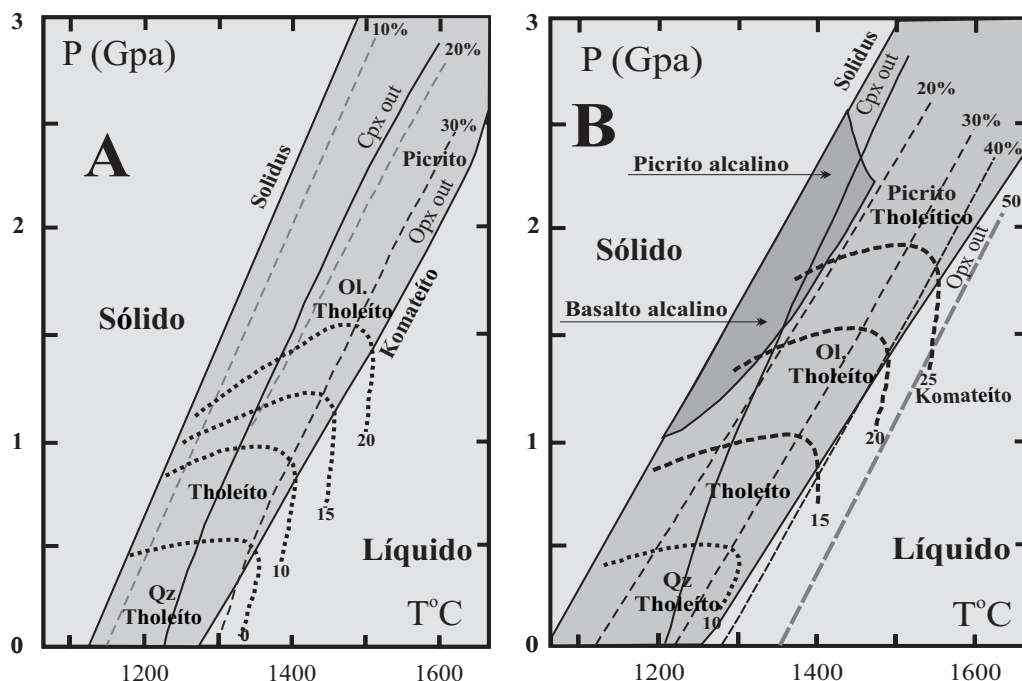 3
P (Gpa)
10%
20%
Solidus
Cpx out
A
30%
Picrito
Opx out
2
Sólido
Ol.
Tholeíto
Komateíto
20
1
Tholeíto
15
10
Líquido
Qz
Tholeíto
0
T°C
0
1200
1400
1600
3
P (Gpa)
Solidus
Cpx out
B
20%
30%
40%
Picrito alcalino
Picrito
Tholeítico
50
2
Opx out
Sólido
Basalto alcalino
Ol.
Tholeíto
25
Komateíto
20
1
Tholeíto
15
Líquido
Qz
Tholeíto
10
T°C
0
1200
1400
1600